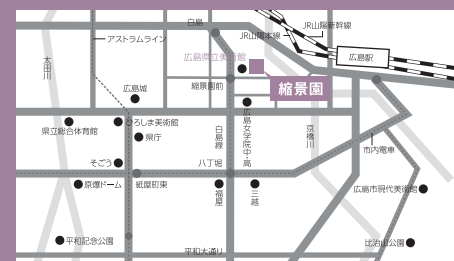 白島
JR山陽新幹線
JR山陽本線
アストラムライン
広島県立美術館
広島駅
太田川
広島城
縮景園前
縮景園
県立総合体育館
ひろしま美術館
県庁
白島線
広島女学院中・高
京橋川
市内電車
そごう
八丁堀
原爆ドーム
紙屋町東
福屋
三越
広島市現代美術館
平和記念公園
平和大通り
比治山公園